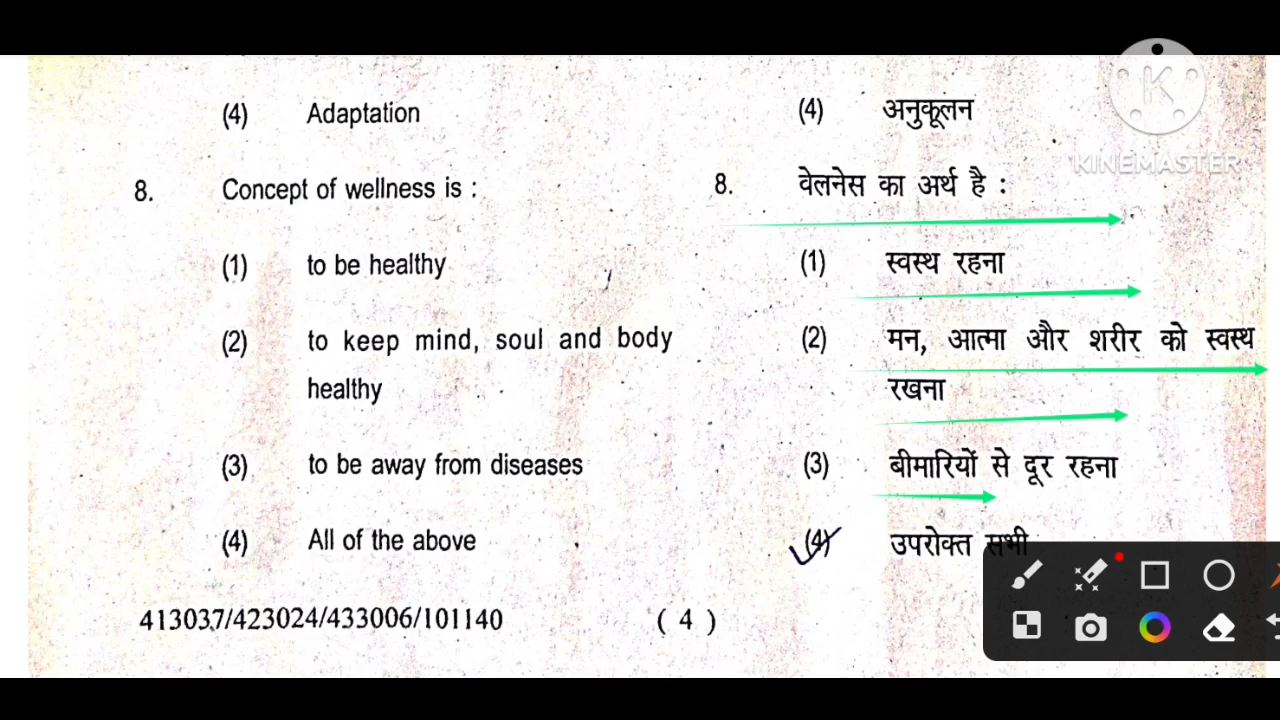 (4) Adaptation
8. Concept of wellness is :
(1) to be healthy
(2) to keep mind, soul and body
healthy
(3) to be away from diseases
(4) All of the above
413037/423024/433006/101140
( 4 )
(4) अनुकूलन
8. वेलनेस का अर्थ है :
(1) स्वस्थ रहना
(2) मन, आत्मा और शरीर को स्वस्थ
रखना
(3) बीमारियों से दूर रहना
(4) उपरोक्त सभी
K
KINEMASTER